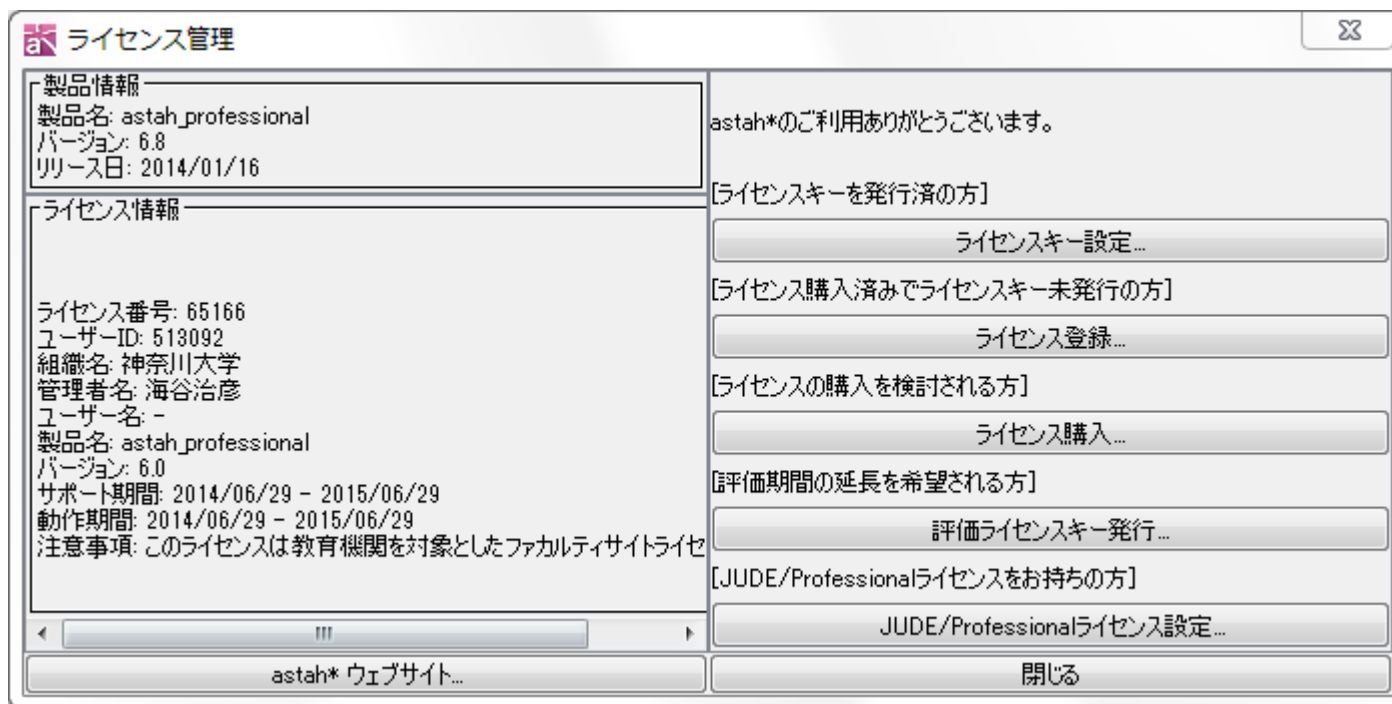 ライセンス管理
製品情報
製品名: astah_professional
バージョン: 6.8
リリース日: 2014/01/16
ライセンス情報
ライセンス番号: 65166
ユーザーID: 513092
組織名: 神奈川大学
管理者名: 海谷治彦
ユーザー名: -
製品名: astah_professional
バージョン: 6.0
サポート期間: 2014/06/29 - 2015/06/29
動作期間: 2014/06/29 - 2015/06/29
注意事項: このライセンスは教育機関を対象としたファカルティサイトライセ
astah* ウェブサイト...
astah*のご利用ありがとうございます。
[ライセンスキーを発行済の方]
ライセンスキー設定...
[ライセンス購入済みでライセンスキー未発行の方]
ライセンス登録...
[ライセンスの購入を検討される方]
ライセンス購入...
[評価期間の延長を希望される方]
評価ライセンスキー発行...
[JUDE/Professionalライセンスをお持ちの方]
JUDE/Professionalライセンス設定...
閉じる